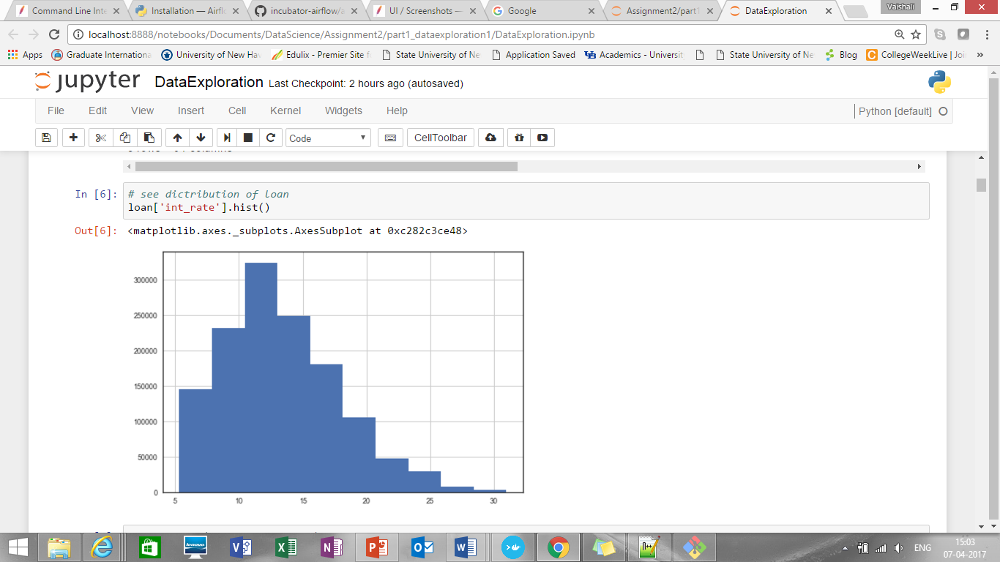 Command Line Inte
Installation — Airfl
incubator-airflow/a
UI / Screenshots —
Google
Assignment2/part1
DataExploration
Vaishali
localhost:8888/notebooks/Documents/DataScience/Assignment2/part1_dataexploration1/DataExploration.ipynb
Apps
Graduate Internationa
University of New Hav
Edulix - Premier Site f
State University of Ne
Application Saved
Academics - Universit
State University of Ne
Blog
CollegeWeekLive | Joi
»
jupyter
DataExploration Last Checkpoint: 2 hours ago (autosaved)
File Edit View Insert Cell Kernel Widgets Help
Python [default]
Code
CellToolbar
In [6]: # see dictribution of loan
loan['int_rate'].hist()
Out[6]: <matplotlib.axes._subplots.AxesSubplot at 0xc282c3ce48>
300000
250000
200000
150000
100000
50000
0
5 10 15 20 25 30
lenovo
ENG
15:03
07-04-2017